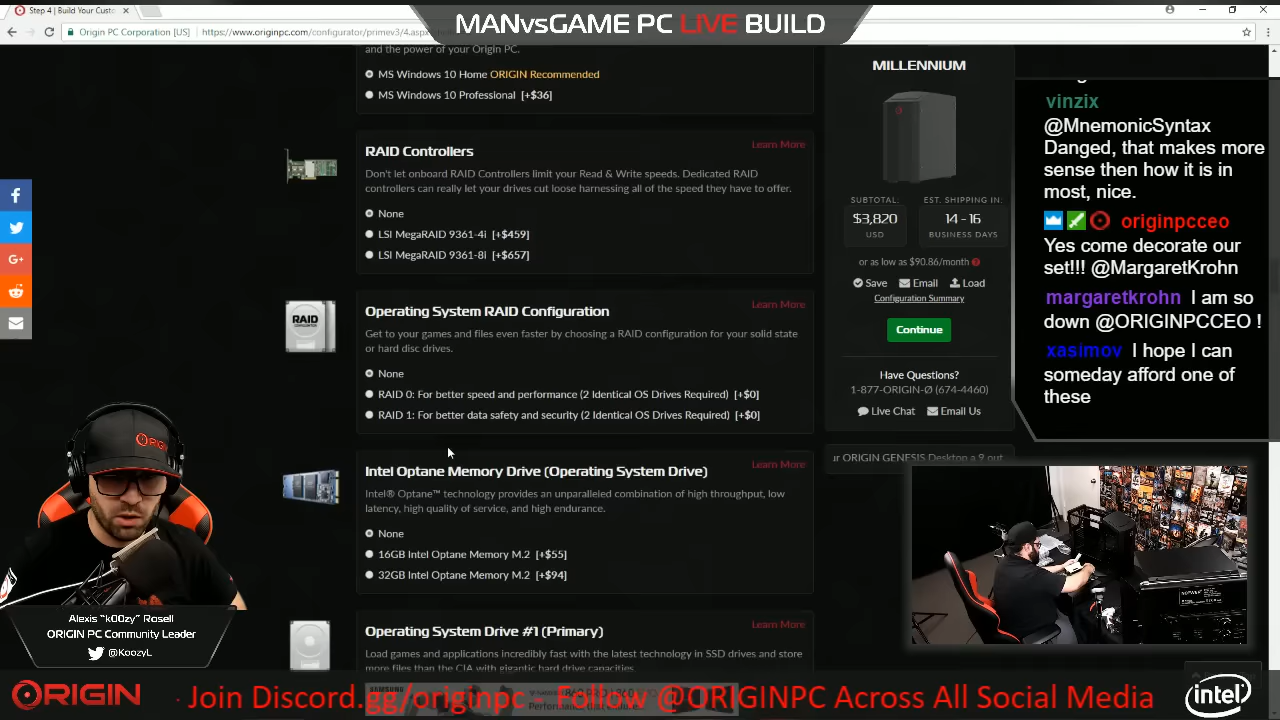 Step 4 | Build Your Custo
MANvsGAME PC LIVE BUILD
Origin PC Corporation [US]
https://www.originpc.com/configurator/primev3/4.aspx
and the power of your Origin PC.
MS Windows 10 Home ORIGIN Recommended
MS Windows 10 Professional [+$36]
RAID Controllers
Learn More
Don't let onboard RAID Controllers limit your Read & Write speeds. Dedicated RAID
controllers can really let your drives cut loose harnessing all of the speed they have to offer.
None
LSI MegaRAID 9361-4i [+$459]
LSI MegaRAID 9361-8i [+$657]
Operating System RAID Configuration
Learn More
RAID
Get to your games and files even faster by choosing a RAID configuration for your solid state
or hard disc drives.
None
RAID 0: For better speed and performance (2 Identical OS Drives Required) [+$0]
RAID 1: For better data safety and security (2 Identical OS Drives Required) [+$0]
Intel Optane Memory Drive (Operating System Drive)
Learn More
Intel® Optane™ technology provides an unparalleled combination of high throughput, low
latency, high quality of service, and high endurance.
None
16GB Intel Optane Memory M.2 [+$55]
32GB Intel Optane Memory M.2 [+$94]
Operating System Drive #1 (Primary)
Learn More
Load games and applications incredibly fast with the latest technology in SSD drives and store
more files than the CIA with gigantic hard drive capacities.
MILLENNIUM
SUBTOTAL:
$3,820
USD
EST. SHIPPING IN:
14 - 16
BUSINESS DAYS
or as low as $90.86/month
Save
Email
Load
Configuration Summary
Continue
Have Questions?
1-877-ORIGIN-Ø (674-4460)
Live Chat
Email Us
ur ORIGIN GENESIS Desktop a 9 out
vinzix
@MnemonicSyntax
Danged, that makes more
sense then how it is in
most, nice.
originpcceo
Yes come decorate our
set!!! @MargaretKrohn
margaretkrohn I am so
down @ORIGINPCCEO !
xasimov I hope I can
someday afford one of
these
Alexis "k00zy" Rosell
ORIGIN PC Community Leader
@KoozyL
ORIGIN
Join Discord.gg/originpc - Follow @ORIGINPC Across All Social Media
intel